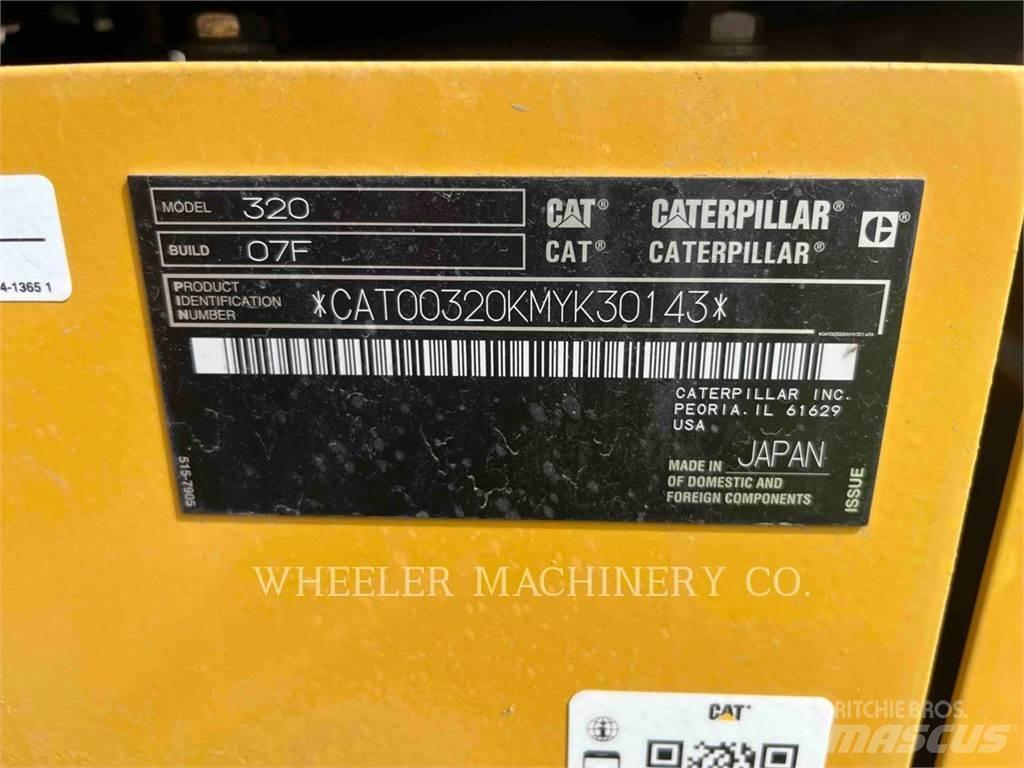 MODEL 320
BUILD 07F
CAT® CATERPILLAR®
CAT® CATERPILLAR®
PRODUCT
IDENTIFICATION
NUMBER
*CAT00320KMYK30143*
*CAT00320KMYK30143*
CATERPILLAR INC.
PEORIA. IL 61629
USA
MADE IN JAPAN
OF DOMESTIC AND
FOREIGN COMPONENTS
515-7905
ISSUE
4-1365 1
WHEELER MACHINERY CO.
CAT
RITCHIE BROS.
MASCUS